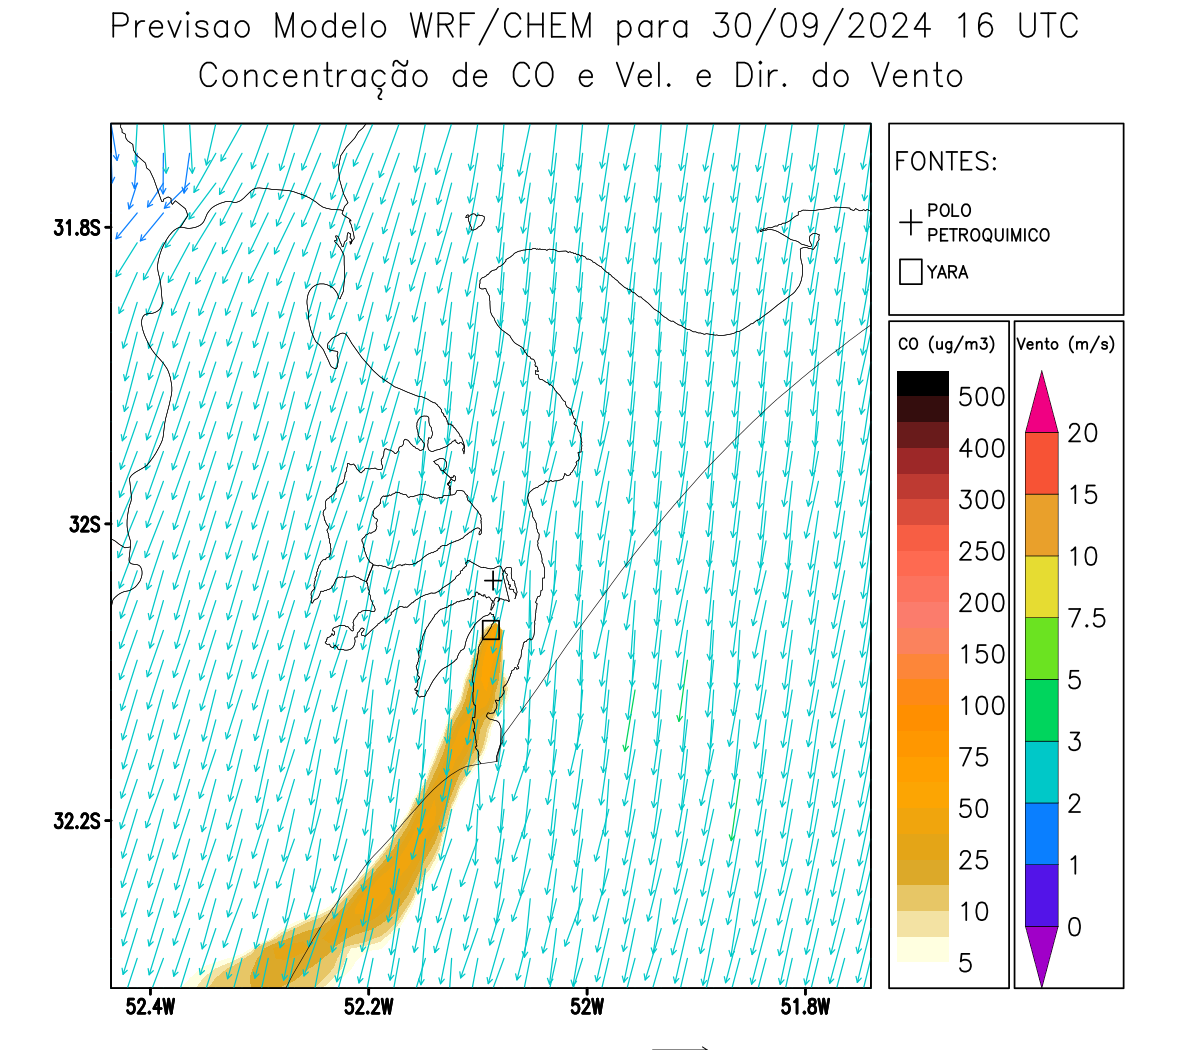 Previsao Modelo WRF/CHEM para 30/09/2024 16 UTC
Concentração de CO e Vel. e Dir. do Vento
FONTES:
POLO
PETROQUIMICO
YARA
31.8S
32S
32.2S
52.4W
52.2W
52W
51.8W
CO (ug/m3)
500
400
300
250
200
150
100
75
50
25
10
5
Vento (m/s)
20
15
10
7.5
5
3
2
1
0